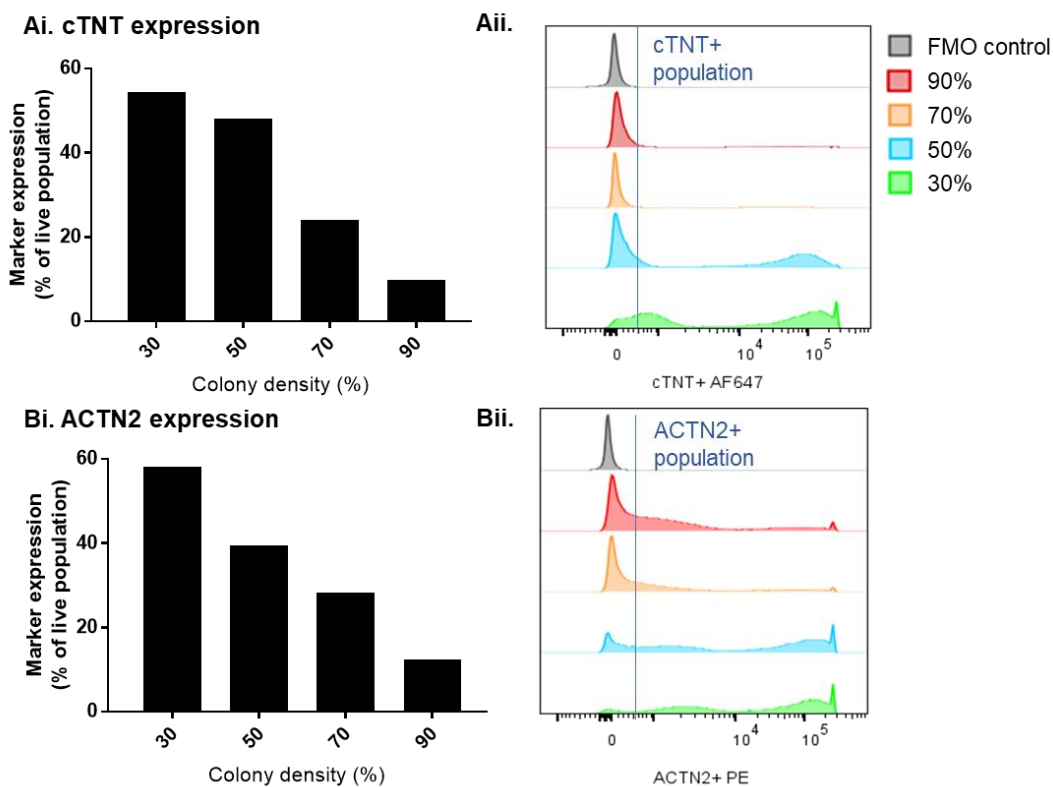 Ai. cTNT expression
Marker expression
(% of live population)
60
40
20
0
30
50
70
90
Colony density (%)
Aii.
cTNT+
population
0
10^4
10^5
cTNT+ AF647
FMO control
90%
70%
50%
30%
Bi. ACTN2 expression
Marker expression
(% of live population)
60
40
20
0
30
50
70
90
Colony density (%)
Bii.
ACTN2+
population
0
10^4
10^5
ACTN2+ PE